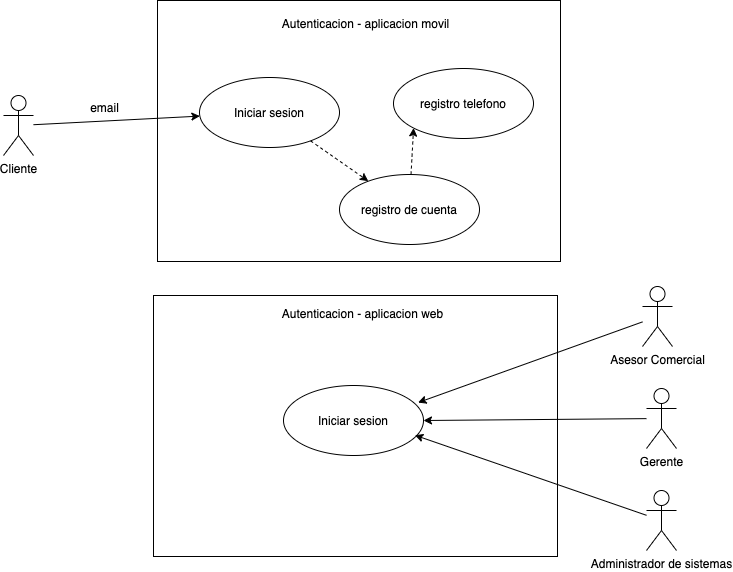 Autenticacion - aplicacion movil
email
Iniciar sesion
registro telefono
Cliente
registro de cuenta
Autenticacion - aplicacion web
Asesor Comercial
Iniciar sesion
Gerente
Administrador de sistemas